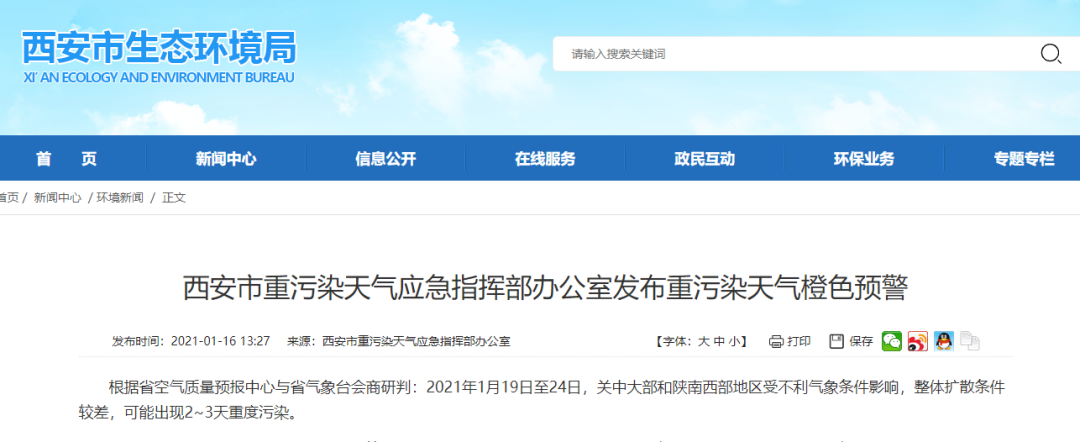 西安市生态环境局
XI' AN ECOLOGY AND ENVIRONMENT BUREAU
请输入搜索关键词
首 页 新闻中心 信息公开 在线服务 政民互动 环保业务 专题专栏
首页 / 新闻中心 / 环境新闻 / 正文
西安市重污染天气应急指挥部办公室发布重污染天气橙色预警
发布时间：2021-01-16 13:27 来源：西安市重污染天气应急指挥部办公室 【字体：大 中 小】 打印 保存
根据省空气质量预报中心与省气象台会商研判：2021年1月19日至24日，关中大部和陕南西部地区受不利气象条件影响，整体扩散条件
较差，可能出现2~3天重度污染。